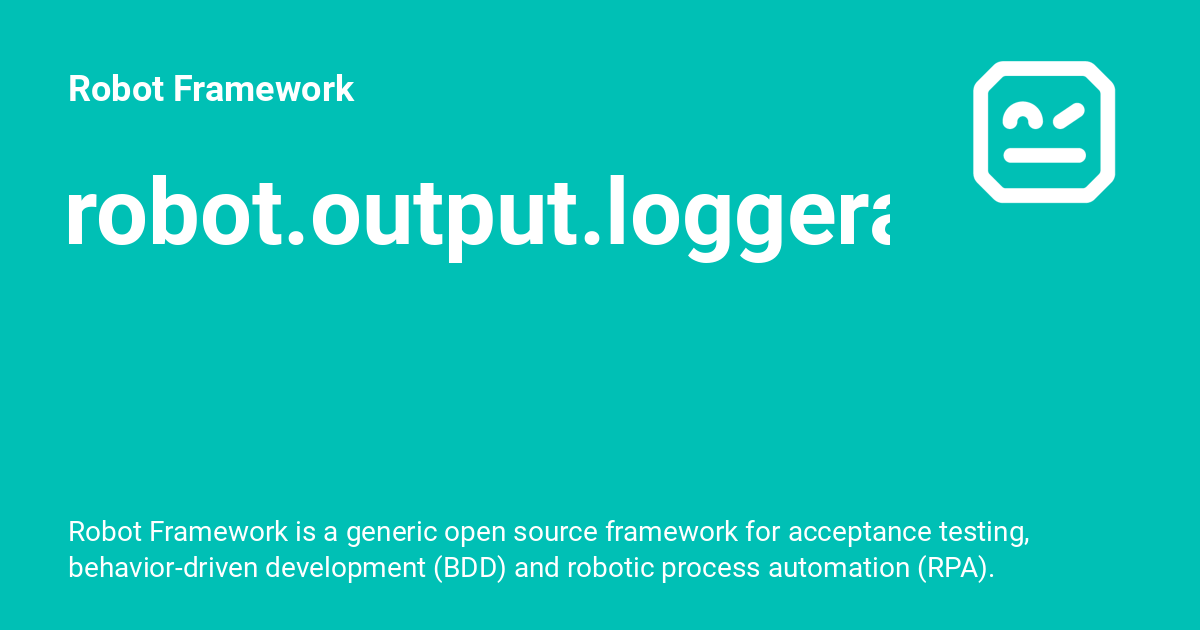 Robot Framework
robot.output.loggera
Robot Framework is a generic open source framework for acceptance testing,
behavior-driven development (BDD) and robotic process automation (RPA).